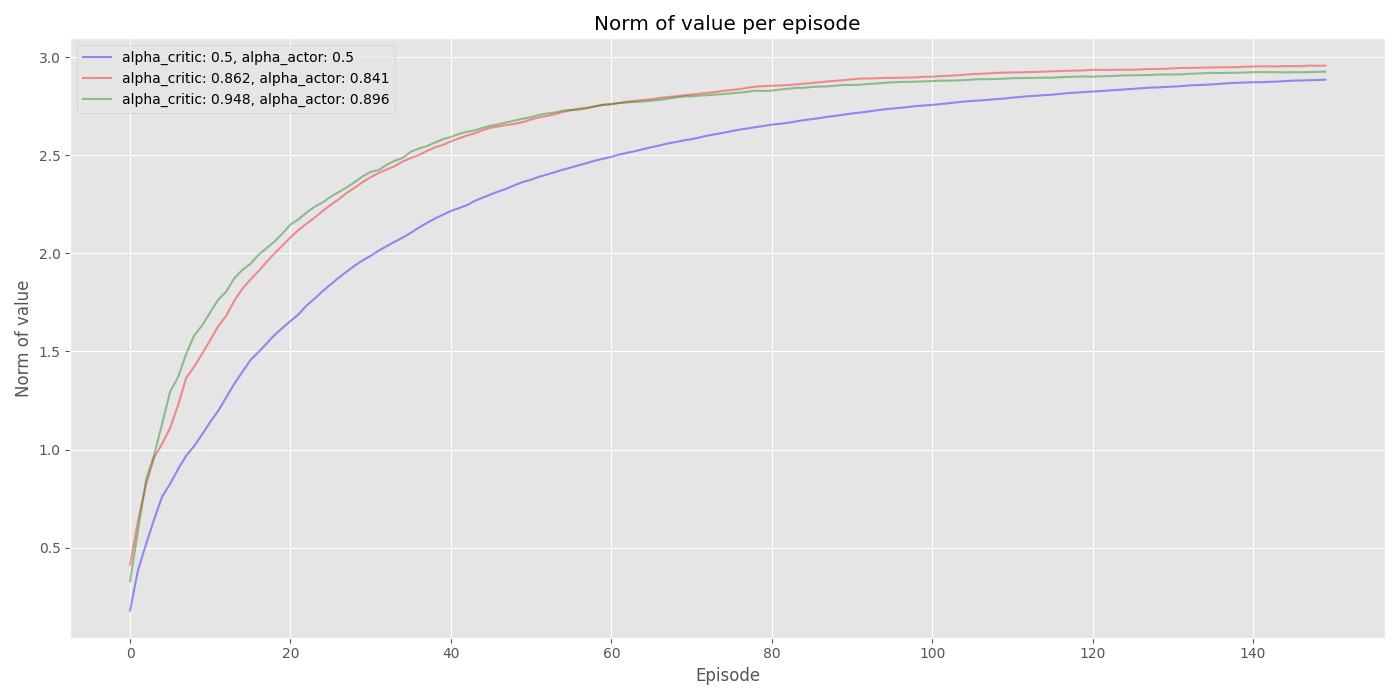 Norm of value per episode
alpha_critic: 0.5, alpha_actor: 0.5
alpha_critic: 0.862, alpha_actor: 0.841
alpha_critic: 0.948, alpha_actor: 0.896
3.0
2.5
2.0
1.5
1.0
0.5
Norm of value
0 20 40 60 80 100 120 140
Episode